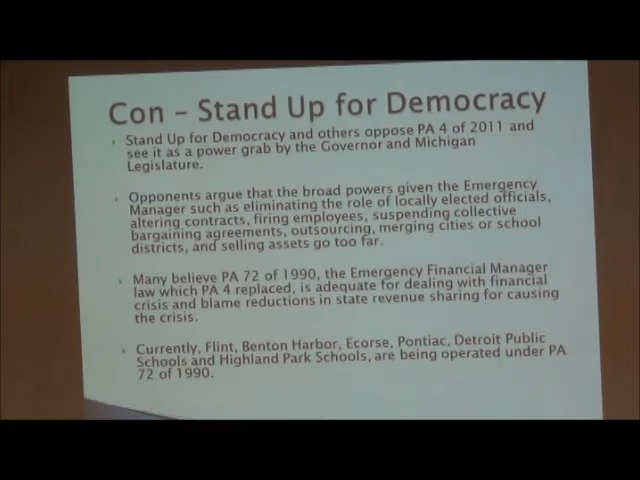 Con – Stand Up for Democracy
Stand Up for Democracy and others oppose PA 4 of 2011 and
see it as a power grab by the Governor and Michigan
Legislature.
Opponents argue that the broad powers given the Emergency
Manager such as eliminating the role of locally elected officials,
altering contracts, firing employees, suspending collective
bargaining agreements, outsourcing, merging cities or school
districts, and selling assets go too far.
Many believe PA 72 of 1990, the Emergency Financial Manager
law which PA 4 replaced, is adequate for dealing with financial
crisis and blame reductions in state revenue sharing for causing
the crisis.
Currently, Flint, Benton Harbor, Ecorse, Pontiac, Detroit Public
Schools and Highland Park Schools, are being operated under PA
72 of 1990.